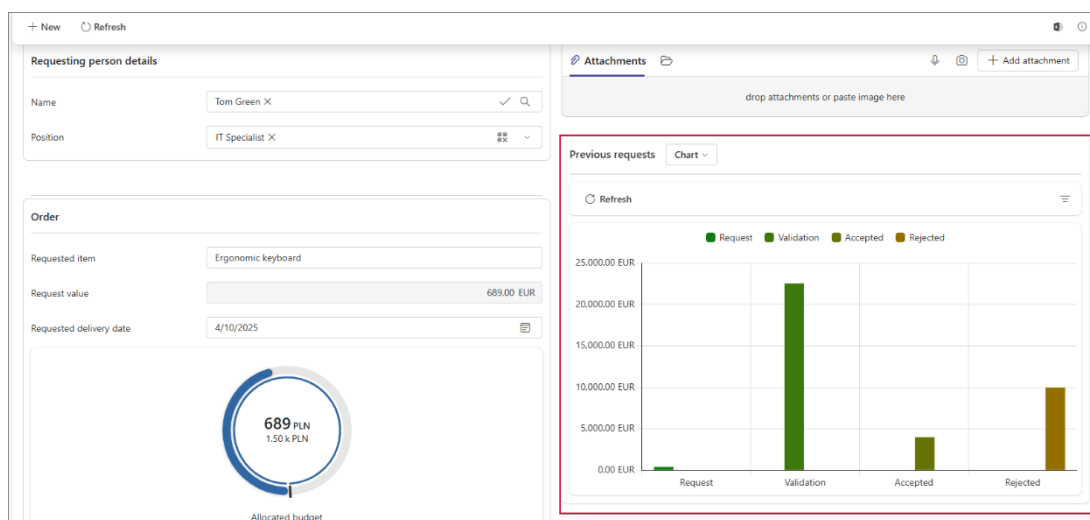 New
Refresh
Requesting person details
Name
Tom Green
Position
IT Specialist
Order
Requested item
Ergonomic keyboard
Request value
689.00 EUR
Requested delivery date
4/10/2025
689 PLN
1.50 k PLN
Allocated budget
Attachments
Add attachment
drop attachments or paste image here
Previous requests
Chart
Refresh
Request Validation Accepted Rejected
25,000.00 EUR
20,000.00 EUR
15,000.00 EUR
10,000.00 EUR
5,000.00 EUR
0.00 EUR
Request Validation Accepted Rejected